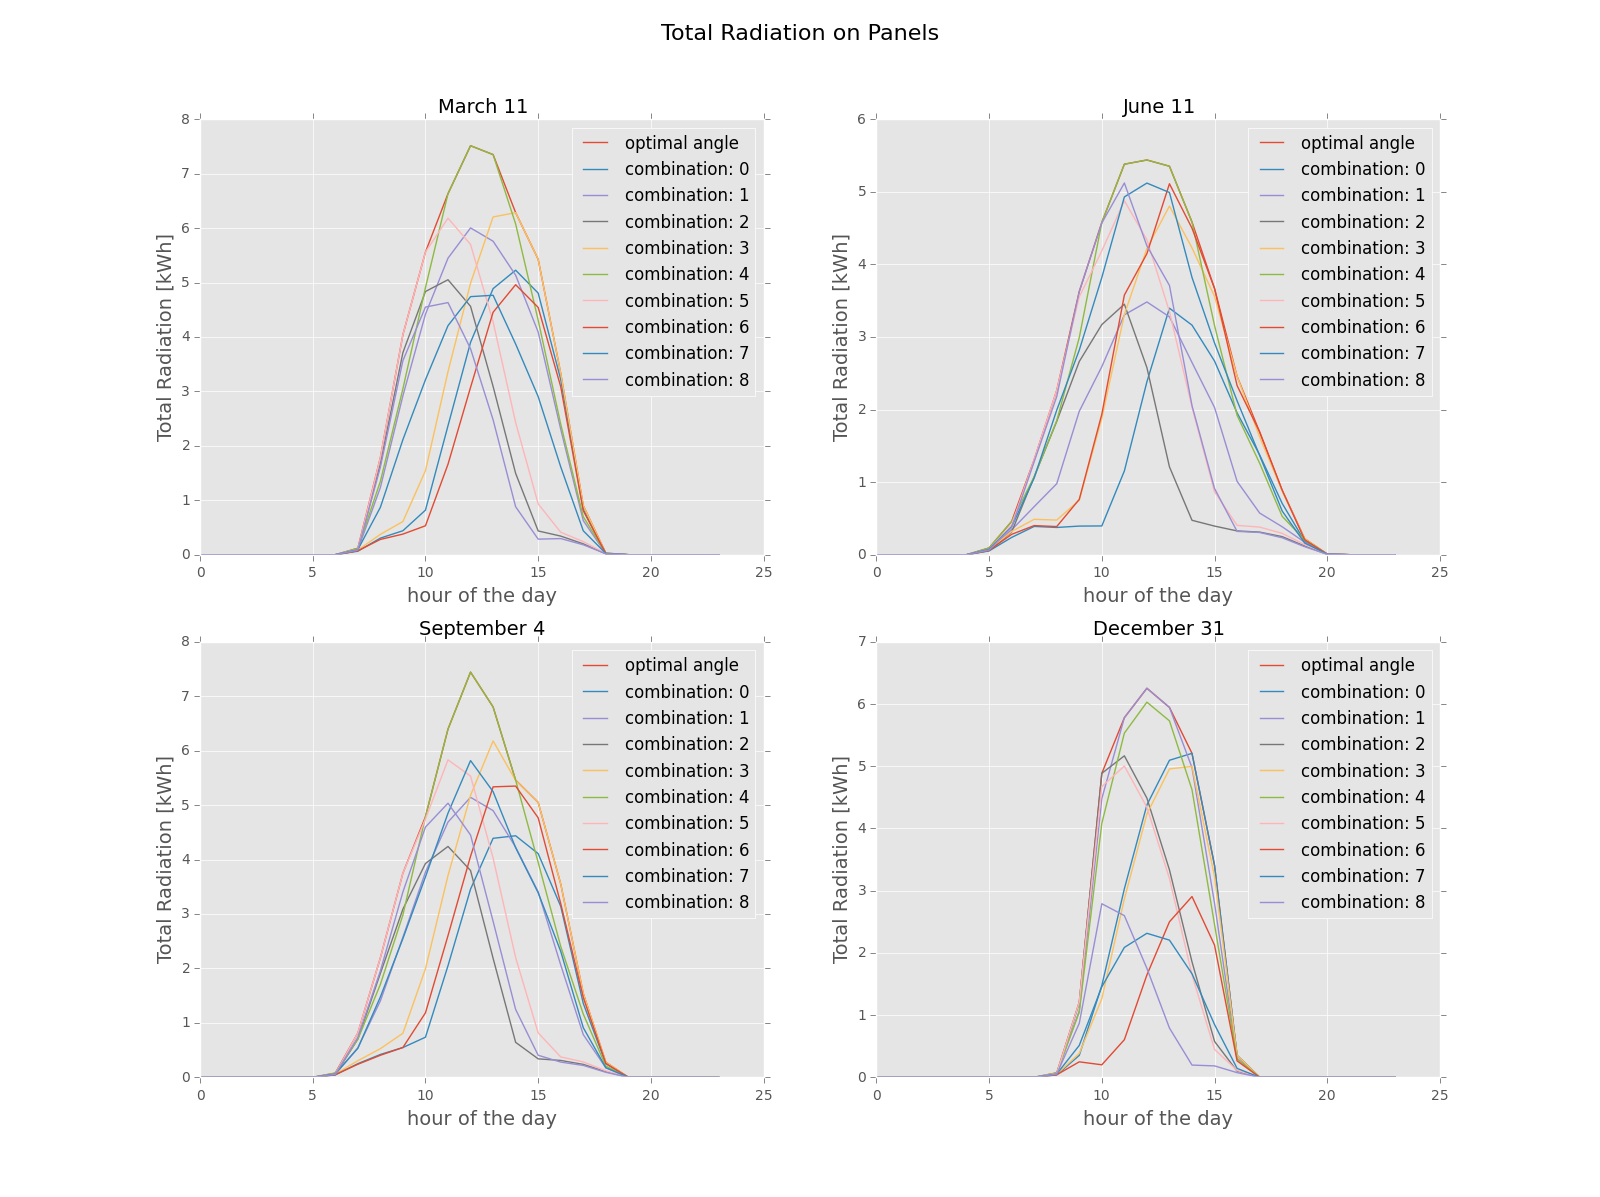 Total Radiation on Panels
March 11
Total Radiation [kWh]
8
7
6
5
4
3
2
1
0
optimal angle
combination: 0
combination: 1
combination: 2
combination: 3
combination: 4
combination: 5
combination: 6
combination: 7
combination: 8
0 5 10 15 20 25
hour of the day
June 11
Total Radiation [kWh]
6
5
4
3
2
1
0
optimal angle
combination: 0
combination: 1
combination: 2
combination: 3
combination: 4
combination: 5
combination: 6
combination: 7
combination: 8
0 5 10 15 20 25
hour of the day
September 4
Total Radiation [kWh]
8
7
6
5
4
3
2
1
0
optimal angle
combination: 0
combination: 1
combination: 2
combination: 3
combination: 4
combination: 5
combination: 6
combination: 7
combination: 8
0 5 10 15 20 25
hour of the day
December 31
Total Radiation [kWh]
7
6
5
4
3
2
1
0
optimal angle
combination: 0
combination: 1
combination: 2
combination: 3
combination: 4
combination: 5
combination: 6
combination: 7
combination: 8
0 5 10 15 20 25
hour of the day